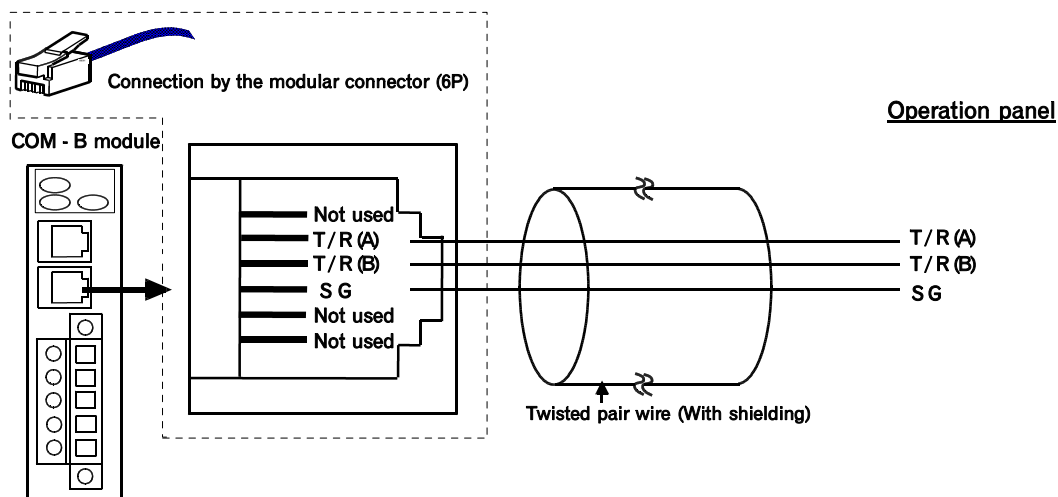 Connection by the modular connector (6P)
Operation panel
COM - B module
Not used
T/R (A)
T/R (B)
SG
Not used
Not used
T/R (A)
T/R (B)
SG
Twisted pair wire (With shielding)